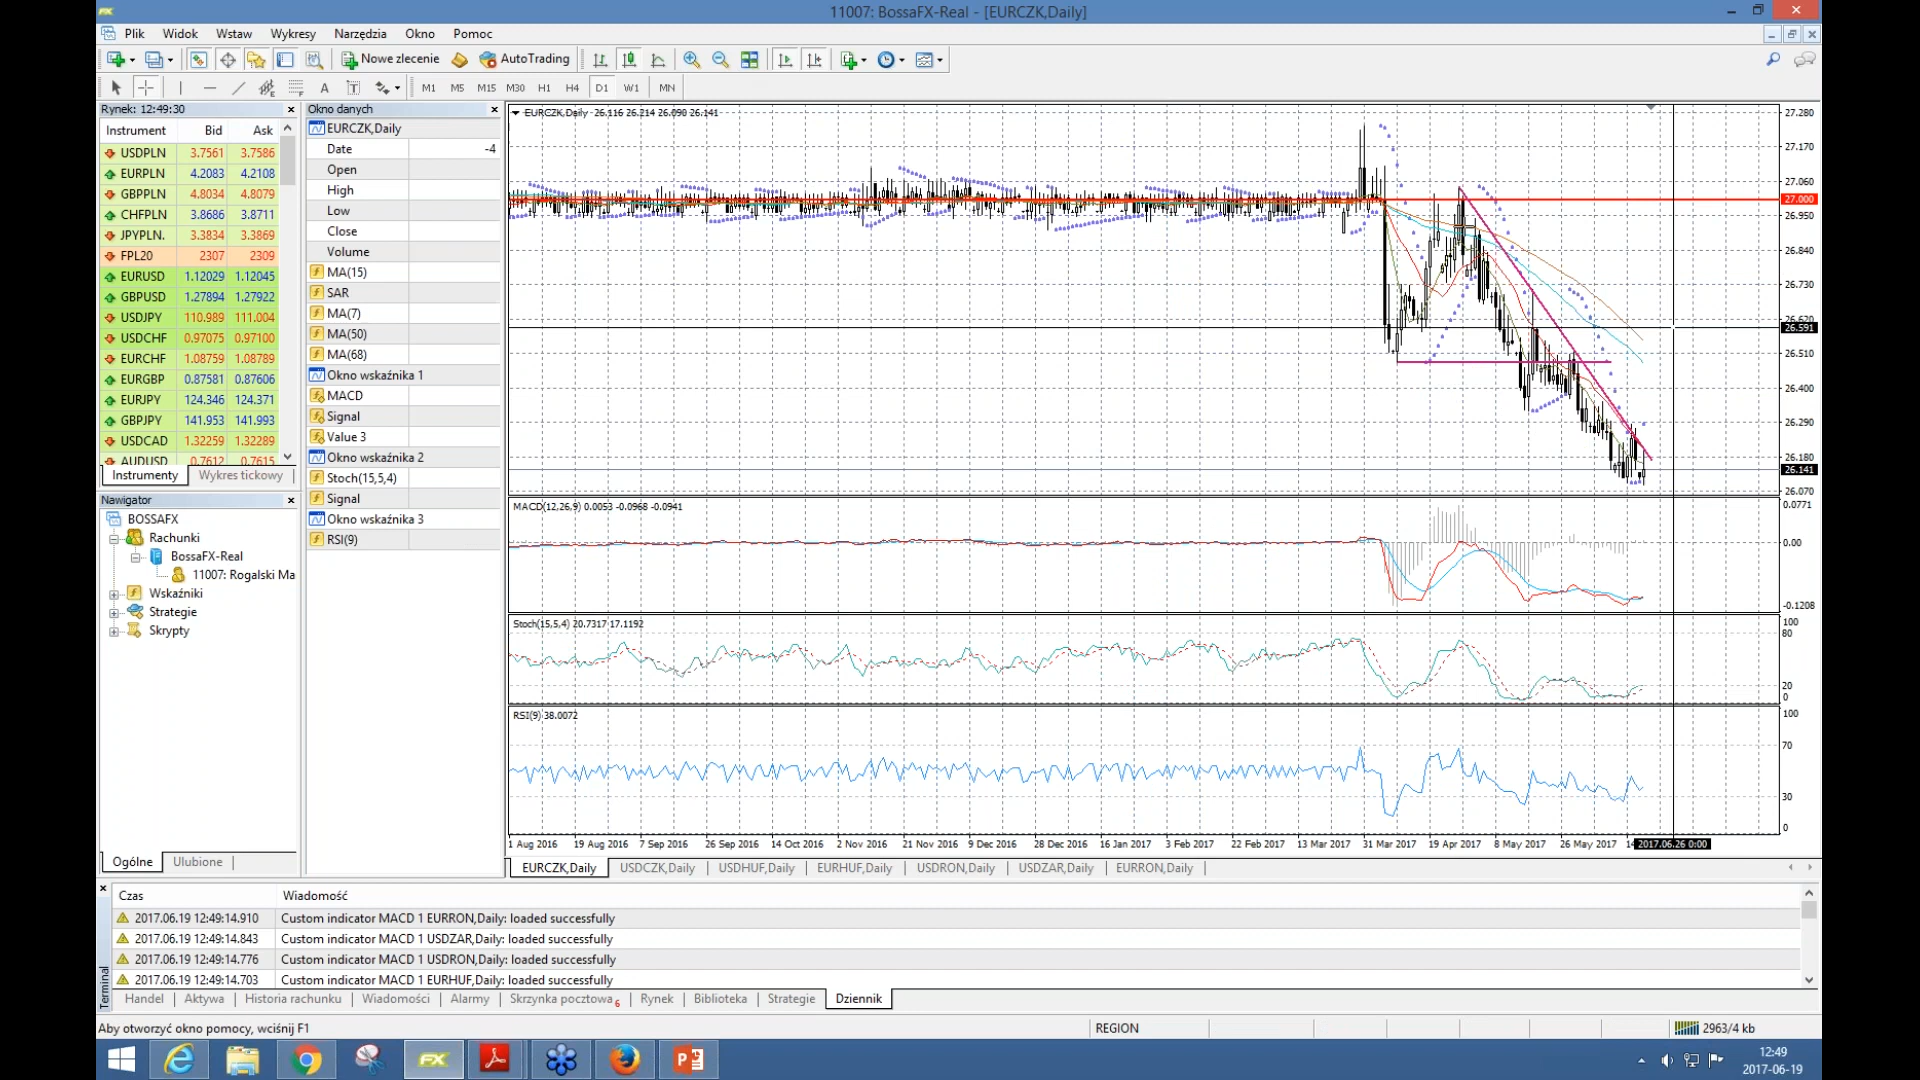 11007: BossaFX-Real - [EURCZK,Daily]
Plik Widok Wstaw Wykresy Narzędzia Okno Pomoc
Nowe zlecenie AutoTrading
A T M1 M5 M15 M30 H1 H4 D1 W1 MN
Rynek: 12:49:30
Instrument Bid Ask
USDPLN 3.7561 3.7586
EURPLN 4.2083 4.2108
GBPPLN 4.8034 4.8079
CHFPLN 3.8686 3.8711
JPYPLN. 3.3834 3.3869
FPL20 2307 2309
EURUSD 1.12029 1.12045
GBPUSD 1.27894 1.27922
USDJPY 110.989 111.004
USDCHF 0.97075 0.97100
EURCHF 1.08759 1.08789
EURGBP 0.87581 0.87606
EURJPY 124.346 124.371
GBPJPY 141.953 141.993
USDCAD 1.32259 1.32289
AUDUSD 0.7612 0.7615
Instrumenty Wykres tickowy
Nawigator
BOSSAFX
Rachunki
BossaFX-Real
11007: Rogalski Ma
Wskaźniki
Strategie
Skrypty
Ogólne Ulubione
Okno danych
EURCZK,Daily
Date -4
Open
High
Low
Close
Volume
MA(15)
SAR
MA(7)
MA(50)
MA(68)
Okno wskaźnika 1
MACD
Signal
Value 3
Okno wskaźnika 2
Stoch(15,5,4)
Signal
Okno wskaźnika 3
RSI(9)
EURCZK,Daily 26.116 26.214 26.090 26.141
27.280
27.170
27.060
27.000
26.950
26.840
26.730
26.620
26.591
26.510
26.400
26.290
26.180
26.141
26.070
MACD(12,26,9) 0.0053 -0.0968 -0.0941
0.0771
0.00
-0.1208
Stoch(15,5,4) 20.7317 17.1192
100
80
20
0
RSI(9) 38.0072
100
70
30
0
1 Aug 2016 19 Aug 2016 7 Sep 2016 26 Sep 2016 14 Oct 2016 2 Nov 2016 21 Nov 2016 9 Dec 2016 28 Dec 2016 16 Jan 2017 3 Feb 2017 22 Feb 2017 13 Mar 2017 31 Mar 2017 19 Apr 2017 8 May 2017 26 May 2017 2017.06.26 0:00
EURCZK,Daily USDCZK,Daily USDHUF,Daily EURHUF,Daily USDRON,Daily USDZAR,Daily EURRON,Daily
Czas Wiadomość
2017.06.19 12:49:14.910 Custom indicator MACD 1 EURRON,Daily: loaded successfully
2017.06.19 12:49:14.843 Custom indicator MACD 1 USDZAR,Daily: loaded successfully
2017.06.19 12:49:14.776 Custom indicator MACD 1 USDRON,Daily: loaded successfully
2017.06.19 12:49:14.703 Custom indicator MACD 1 EURHUF,Daily: loaded successfully
Terminal
Handel Aktywa Historia rachunku Wiadomości Alarmy Skrzynka pocztowa 6 Rynek Biblioteka Strategie Dziennik
Aby otworzyć okno pomocy, wciśnij F1 REGION 2963/4 kb
FX
12:49
2017-06-19